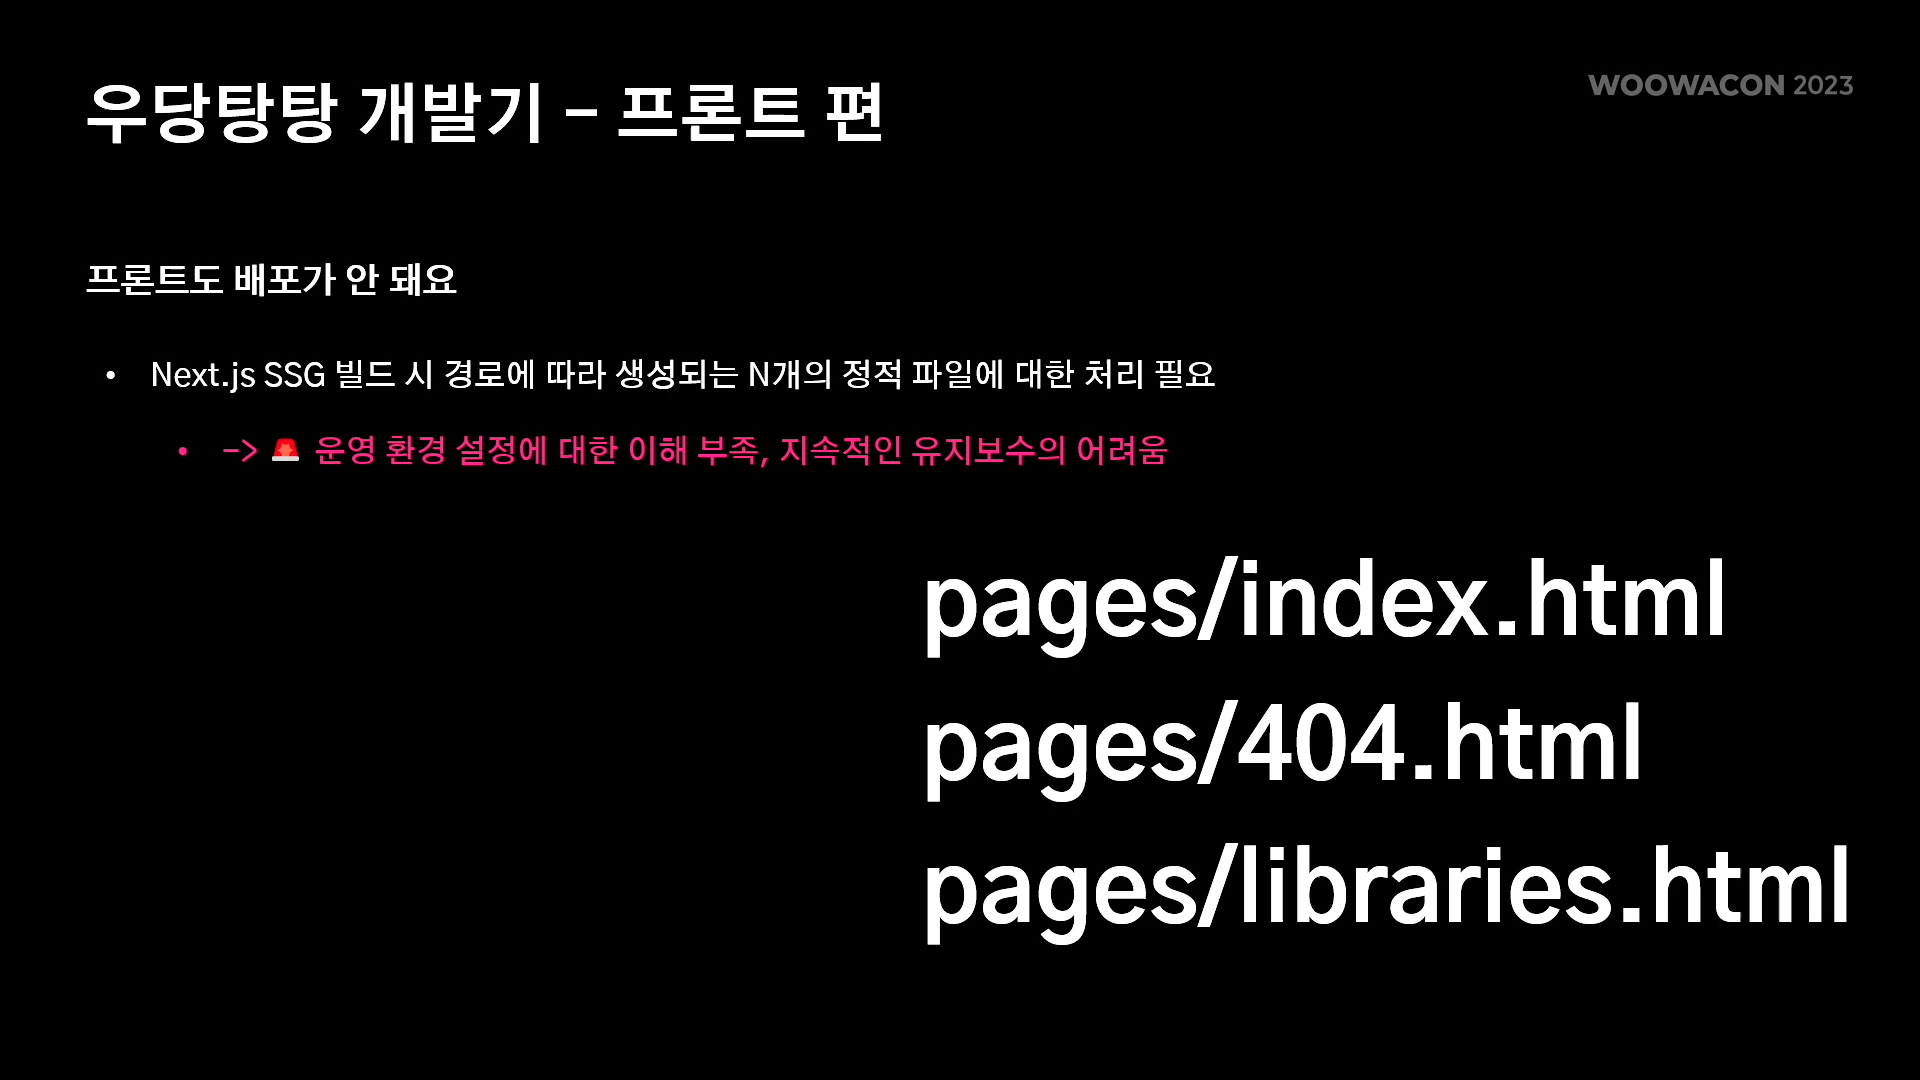 우당탕탕 개발기 - 프론트 편
WOOWACON 2023
프론트도 배포가 안 돼요
• Next.js SSG 빌드 시 경로에 따라 생성되는 N개의 정적 파일에 대한 처리 필요
• -> 🚨 운영 환경 설정에 대한 이해 부족, 지속적인 유지보수의 어려움
pages/index.html
pages/404.html
pages/libraries.html